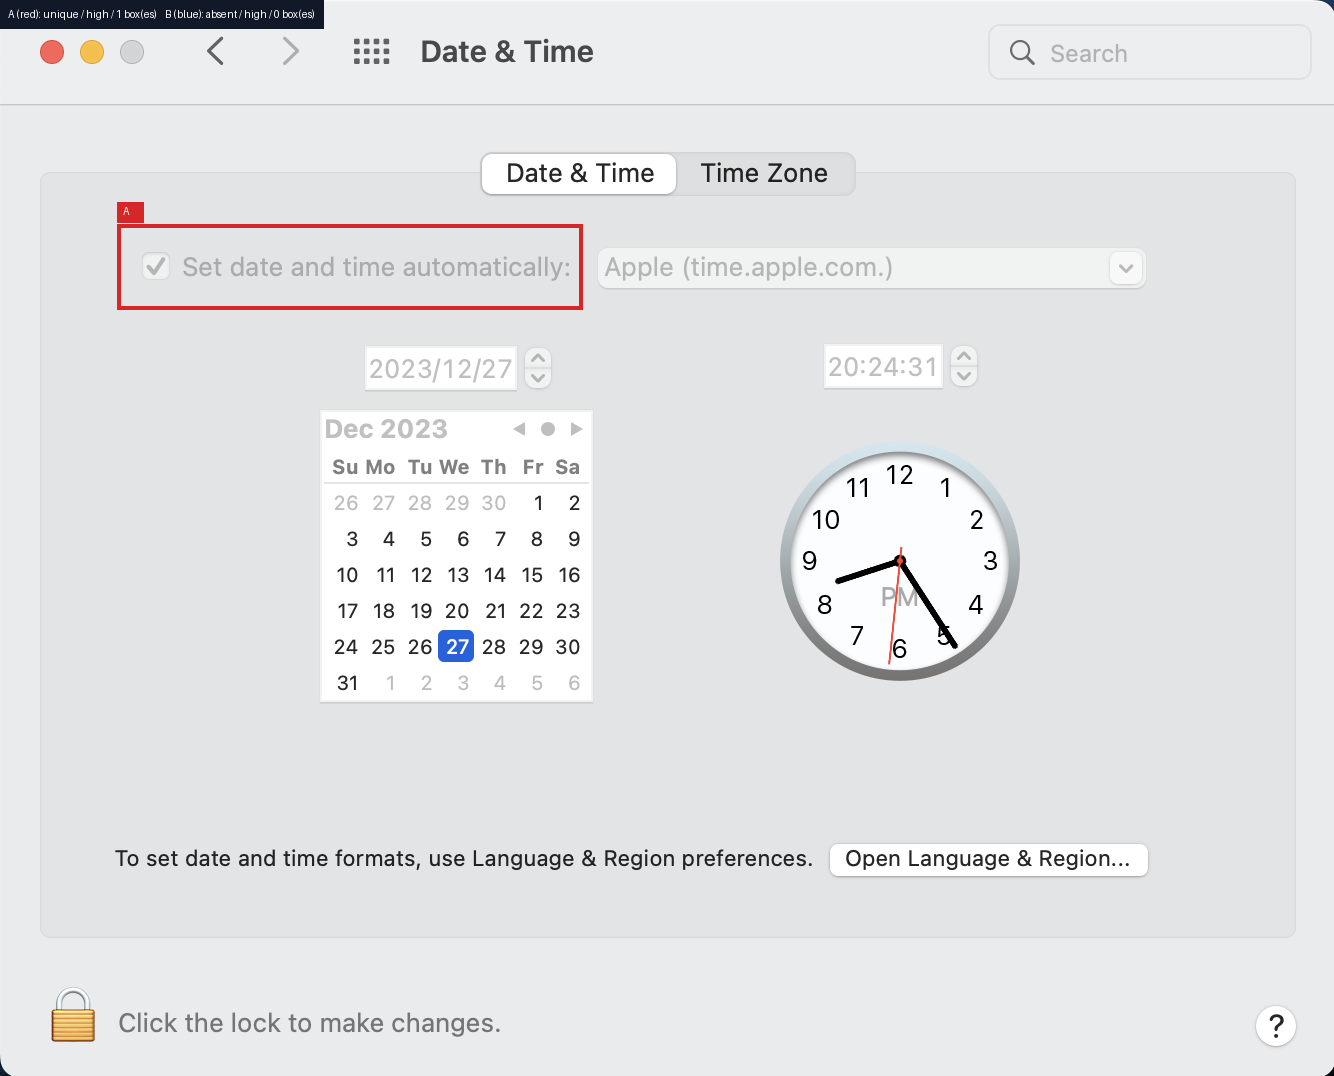 A (red): unique / high / 1 box(es) B (blue): absent / high / 0 box(es)
Date & Time
Search
Date & Time Time Zone
A
Set date and time automatically: Apple (time.apple.com.)
2023/12/27 20:24:31
Dec 2023
Su Mo Tu We Th Fr Sa
26 27 28 29 30 1 2
3 4 5 6 7 8 9
10 11 12 13 14 15 16
17 18 19 20 21 22 23
24 25 26 27 28 29 30
31 1 2 3 4 5 6
12
11 1
10 2
9 3
PM
8 4
7 5
6
To set date and time formats, use Language & Region preferences. Open Language & Region...
Click the lock to make changes. ?